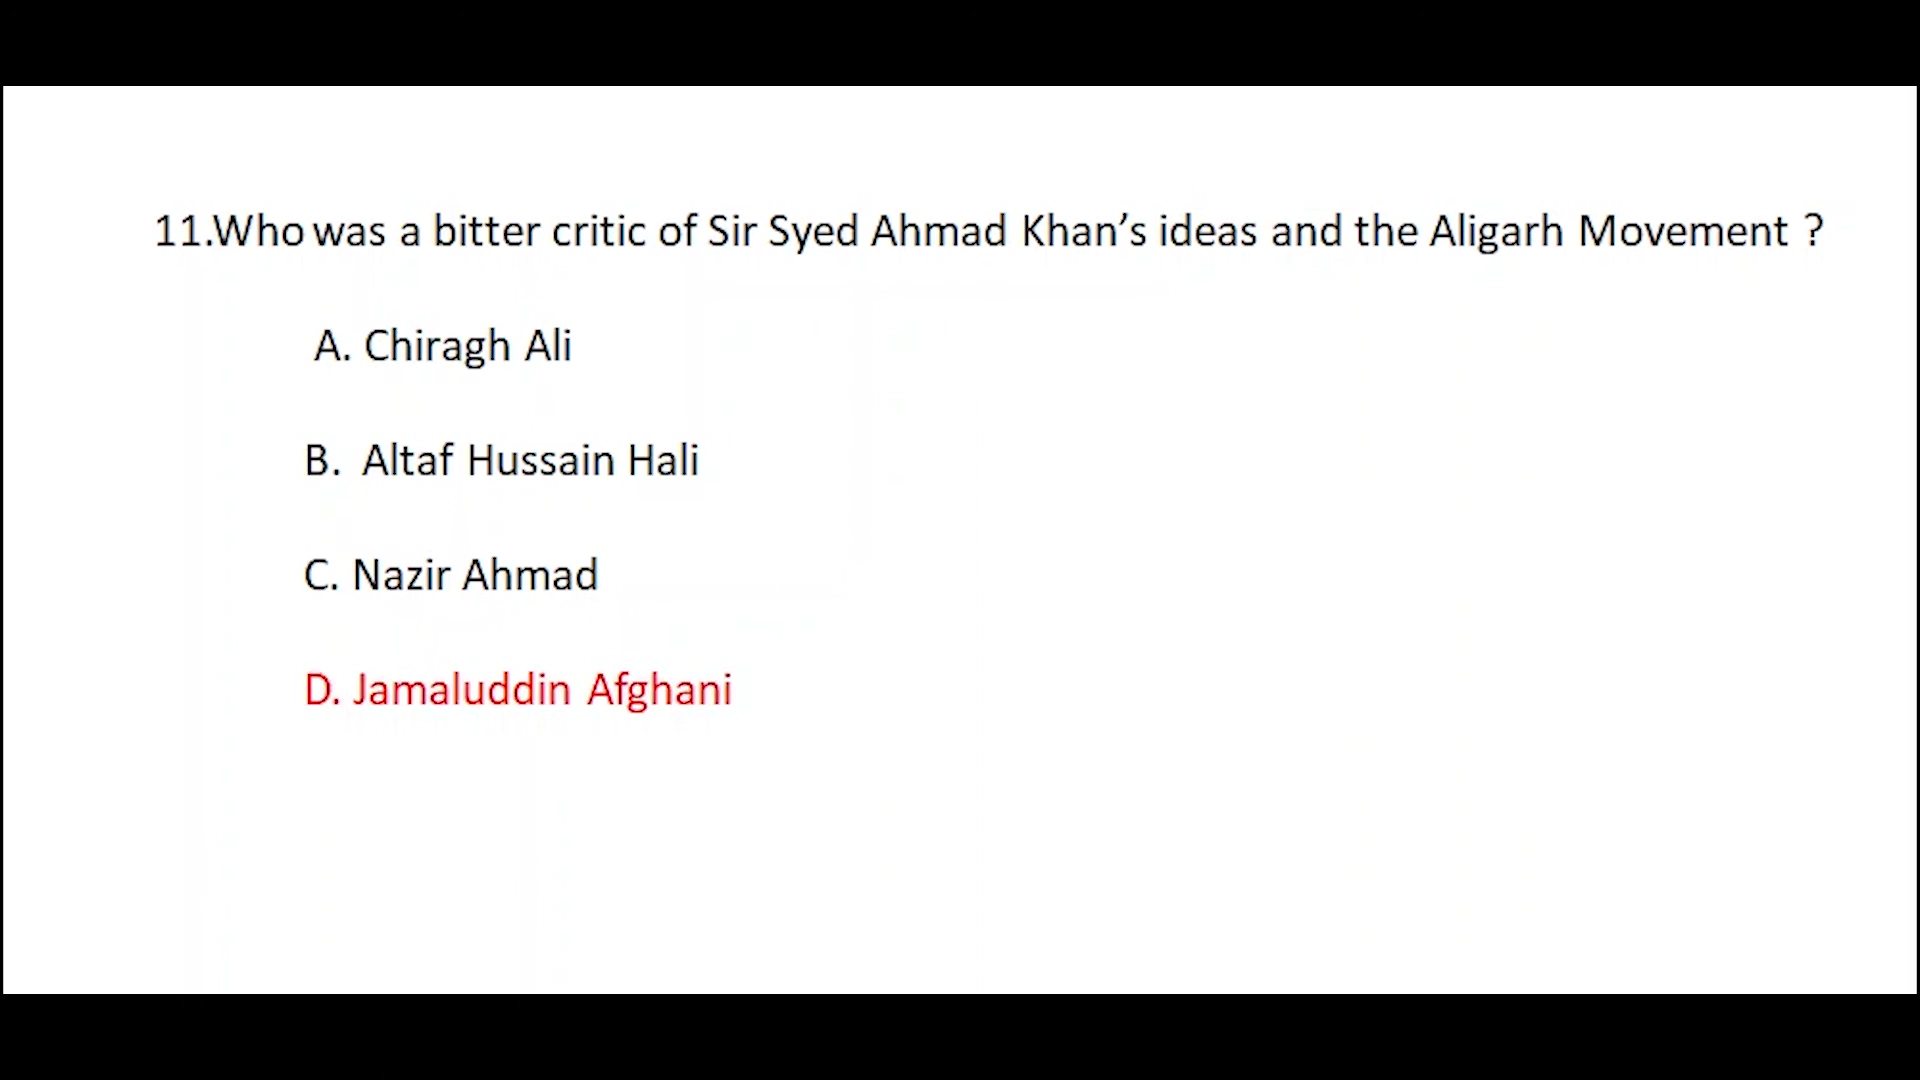 11.Who was a bitter critic of Sir Syed Ahmad Khan’s ideas and the Aligarh Movement ?
A. Chiragh Ali
B. Altaf Hussain Hali
C. Nazir Ahmad
D. Jamaluddin Afghani